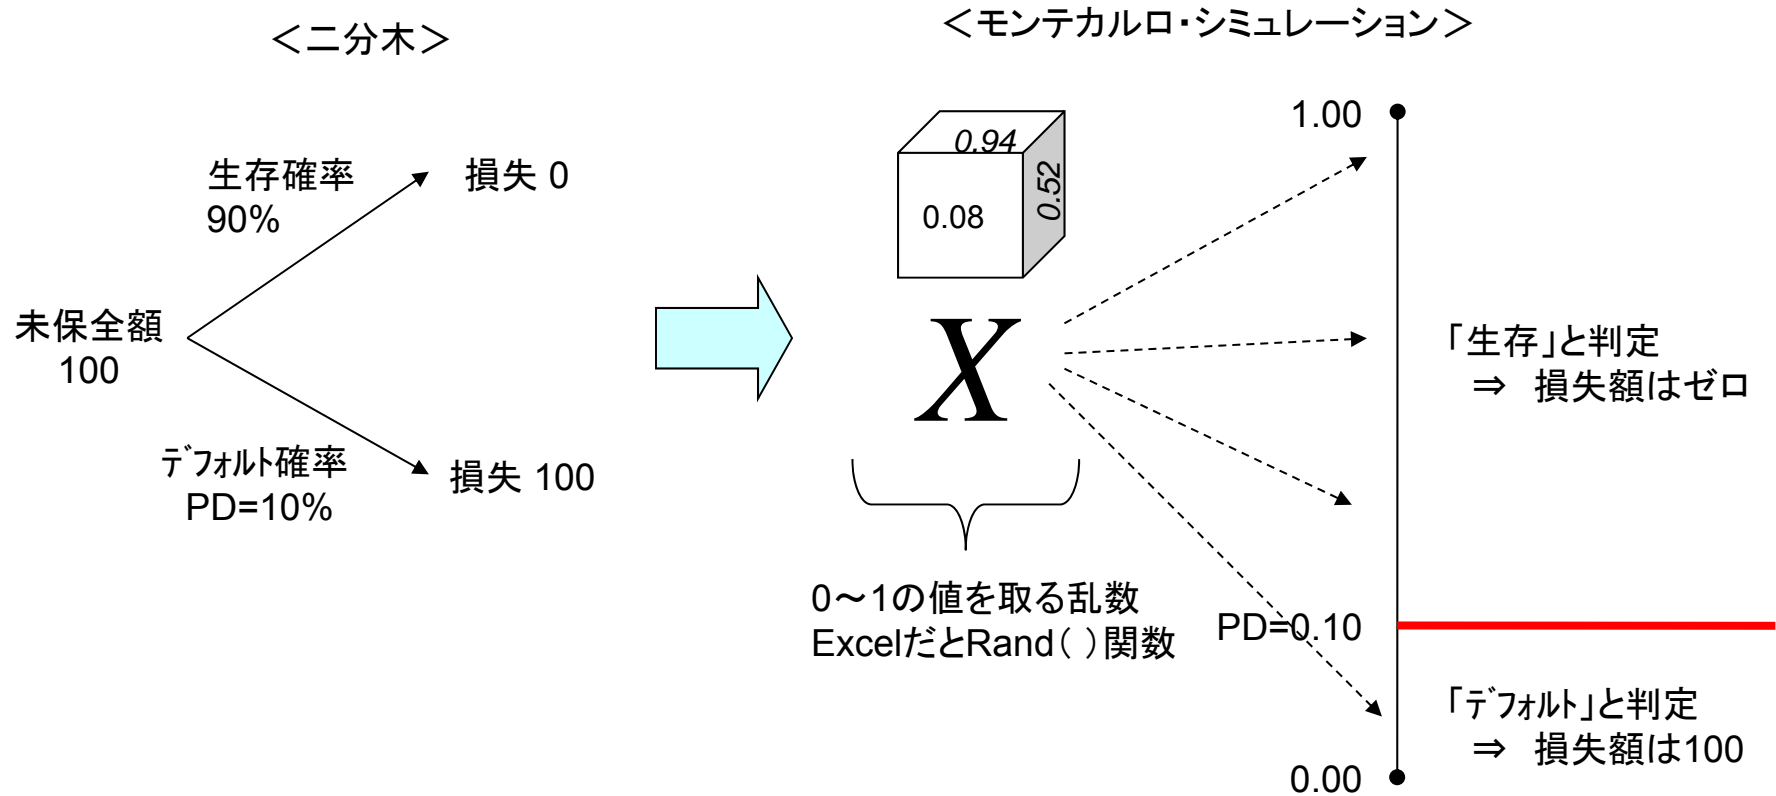 ＜二分木＞
生存確率
90%
損失 0
未保全額
100
ﾃﾞﾌｫﾙﾄ確率
PD=10%
損失 100
＜モンテカルロ・シミュレーション＞
0.94
0.52
0.08
X
0～1の値を取る乱数
ExcelだとRand( )関数
1.00
「生存」と判定
⇒ 損失額はゼロ
PD=0.10
「ﾃﾞﾌｫﾙﾄ」と判定
⇒ 損失額は100
0.00